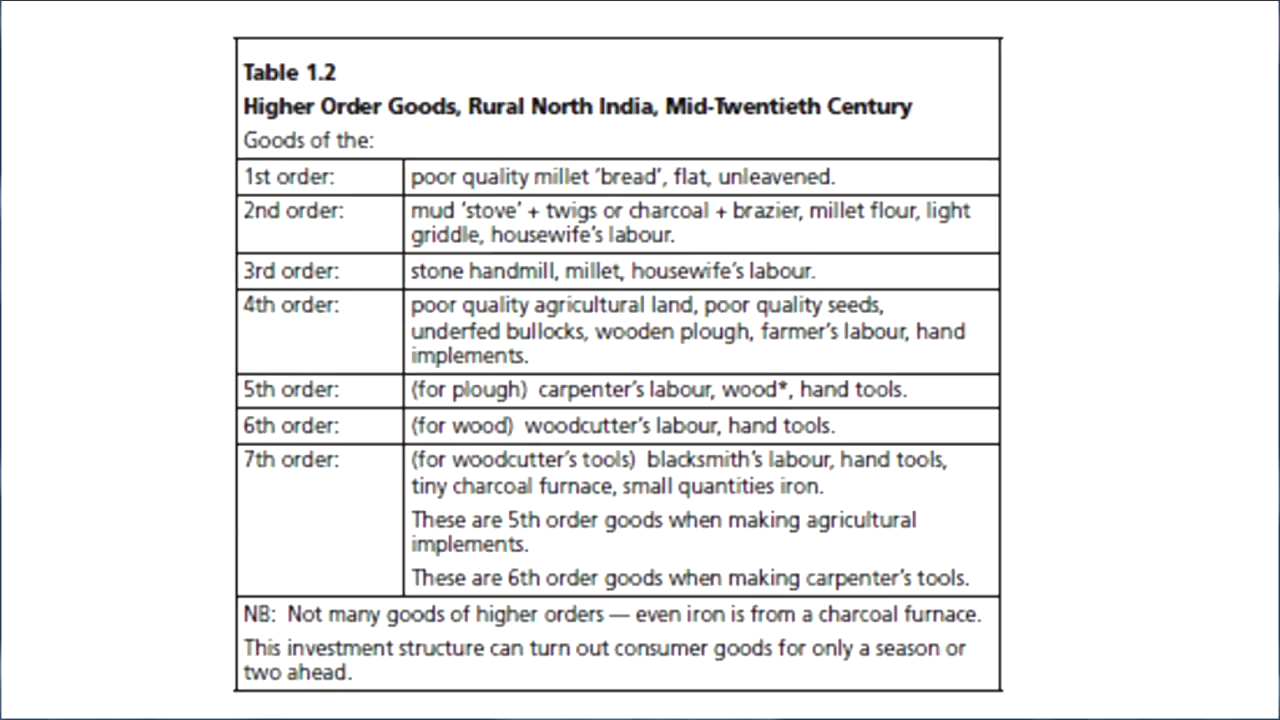 Table 1.2
Higher Order Goods, Rural North India, Mid-Twentieth Century
Goods of the:
1st order: poor quality millet ‘bread’, flat, unleavened.
2nd order: mud ‘stove’ + twigs or charcoal + brazier, millet flour, light
griddle, housewife’s labour.
3rd order: stone handmill, millet, housewife’s labour.
4th order: poor quality agricultural land, poor quality seeds,
underfed bullocks, wooden plough, farmer’s labour, hand
implements.
5th order: (for plough) carpenter’s labour, wood*, hand tools.
6th order: (for wood) woodcutter’s labour, hand tools.
7th order: (for woodcutter’s tools) blacksmith’s labour, hand tools,
tiny charcoal furnace, small quantities iron.
These are 5th order goods when making agricultural
implements.
These are 6th order goods when making carpenter’s tools.
NB: Not many goods of higher orders — even iron is from a charcoal furnace.
This investment structure can turn out consumer goods for only a season or
two ahead.